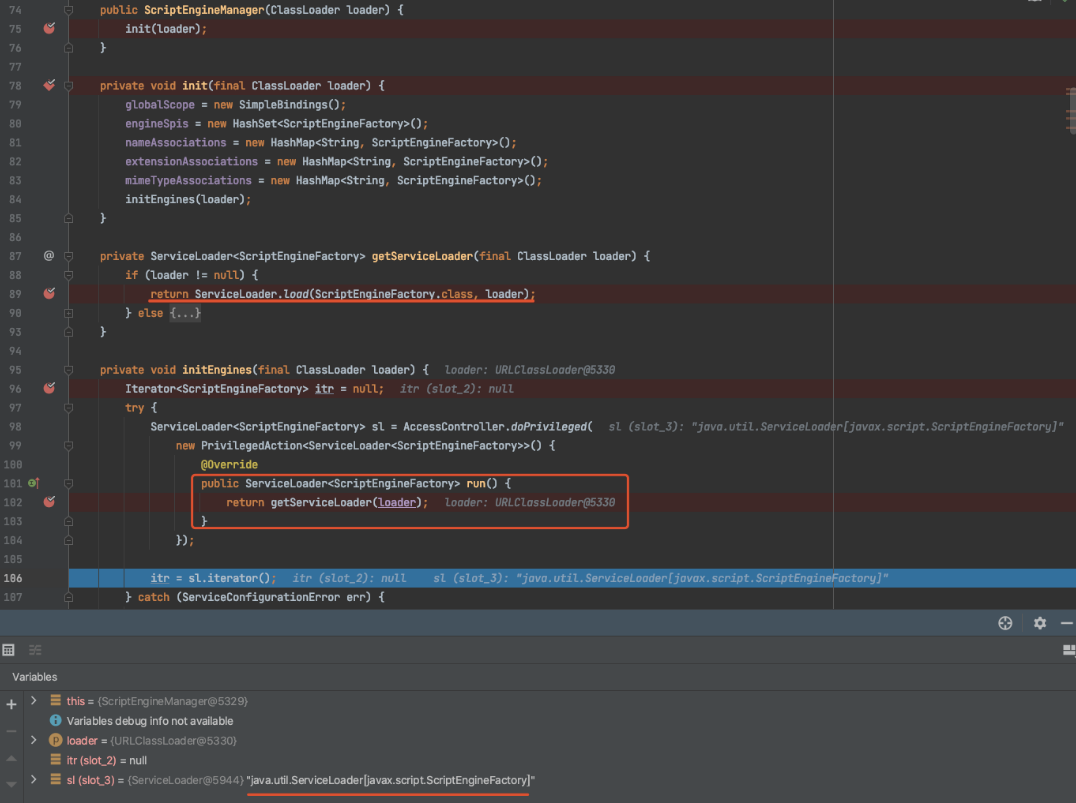 74 public ScriptEngineManager(ClassLoader loader) {
75 init(loader);
76 }
77
78 private void init(final ClassLoader loader) {
79 globalScope = new SimpleBindings();
80 engineSpis = new HashSet<ScriptEngineFactory>();
81 nameAssociations = new HashMap<String, ScriptEngineFactory>();
82 extensionAssociations = new HashMap<String, ScriptEngineFactory>();
83 mimeTypeAssociations = new HashMap<String, ScriptEngineFactory>();
84 initEngines(loader);
85 }
86
87 @ private ServiceLoader<ScriptEngineFactory> getServiceLoader(final ClassLoader loader) {
88 if (loader != null) {
89 return ServiceLoader.load(ScriptEngineFactory.class, loader);
90 } else {...}
93 }
94
95 private void initEngines(final ClassLoader loader) { loader: URLClassLoader@5330
96 Iterator<ScriptEngineFactory> itr = null; itr (slot_2): null
97 try {
98 ServiceLoader<ScriptEngineFactory> sl = AccessController.doPrivileged( sl (slot_3): "java.util.ServiceLoader[javax.script.ScriptEngineFactory]"
99 new PrivilegedAction<ServiceLoader<ScriptEngineFactory>>() {
100 @Override
101 public ServiceLoader<ScriptEngineFactory> run() {
102 return getServiceLoader(loader); loader: URLClassLoader@5330
103 }
104 });
105
106 itr = sl.iterator(); itr (slot_2): null sl (slot_3): "java.util.ServiceLoader[javax.script.ScriptEngineFactory]"
107 } catch (ServiceConfigurationError err) {
Variables
this = {ScriptEngineManager@5329}
Variables debug info not available
loader = {URLClassLoader@5330}
itr (slot_2) = null
sl (slot_3) = {ServiceLoader@5944} "java.util.ServiceLoader[javax.script.ScriptEngineFactory]"